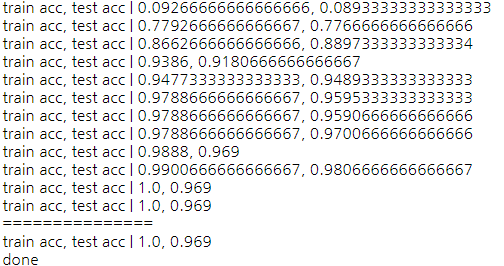 train acc, test acc | 0.09266666666666666, 0.08933333333333333
train acc, test acc | 0.7792666666666667, 0.7766666666666666
train acc, test acc | 0.8662666666666666, 0.8897333333333334
train acc, test acc | 0.9386, 0.9180666666666667
train acc, test acc | 0.9477333333333333, 0.9489333333333333
train acc, test acc | 0.9788666666666667, 0.9595333333333333
train acc, test acc | 0.9788666666666667, 0.9590666666666666
train acc, test acc | 0.9788666666666667, 0.9700666666666666
train acc, test acc | 0.9888, 0.969
train acc, test acc | 0.9900666666666667, 0.9806666666666667
train acc, test acc | 1.0, 0.969
train acc, test acc | 1.0, 0.969
===============
train acc, test acc | 1.0, 0.969
done